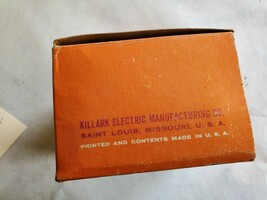 KILLARK ELECTRIC MANUFACTURING CO.
SAINT LOUIS, MISSOURI, U. S. A.
PRINTED AND CONTENTS MADE IN U. S. A.